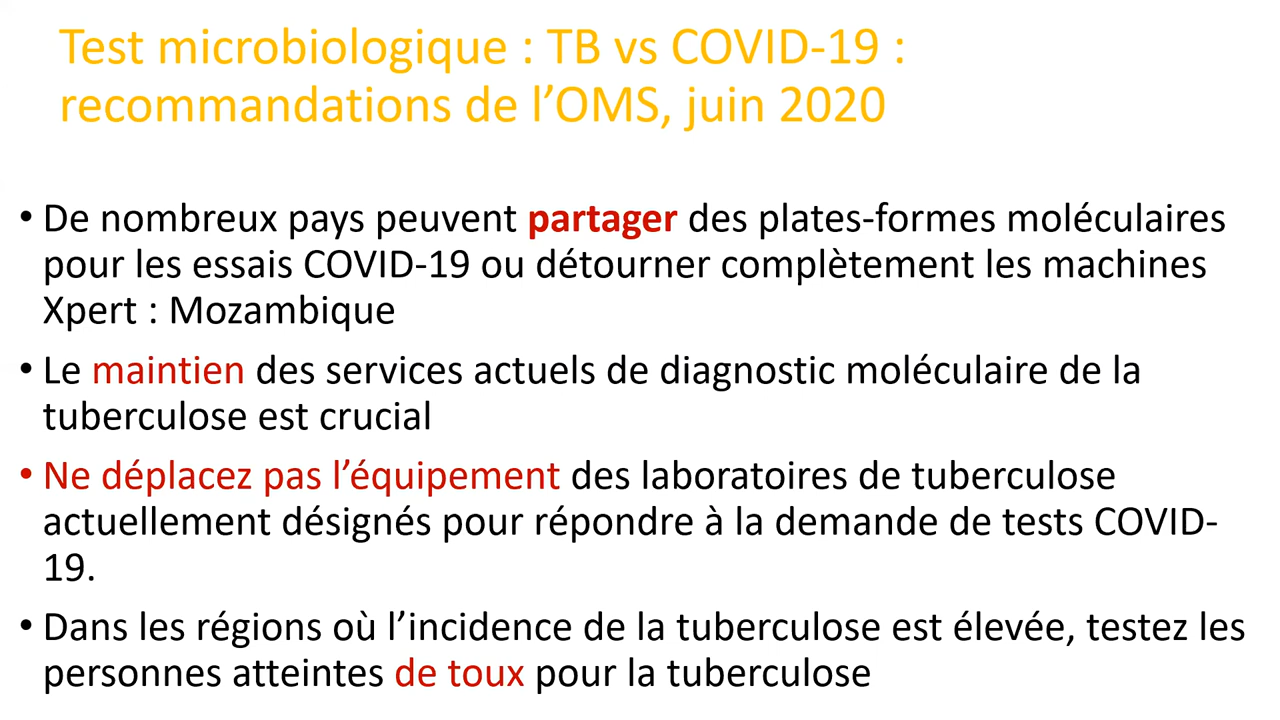 Test microbiologique : TB vs COVID-19 :
recommandations de l’OMS, juin 2020
• De nombreux pays peuvent partager des plates-formes moléculaires
pour les essais COVID-19 ou détourner complètement les machines
Xpert : Mozambique
• Le maintien des services actuels de diagnostic moléculaire de la
tuberculose est crucial
• Ne déplacez pas l’équipement des laboratoires de tuberculose
actuellement désignés pour répondre à la demande de tests COVID-
19.
• Dans les régions où l’incidence de la tuberculose est élevée, testez les
personnes atteintes de toux pour la tuberculose